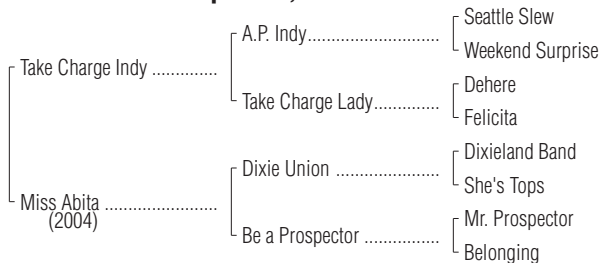 Seattle Slew
A.P. Indy
Weekend Surprise
Take Charge Indy
Dehere
Take Charge Lady
Felicita
Dixieland Band
Dixie Union
She's Tops
Miss Abita
(2004)
Mr. Prospector
Be a Prospector
Belonging